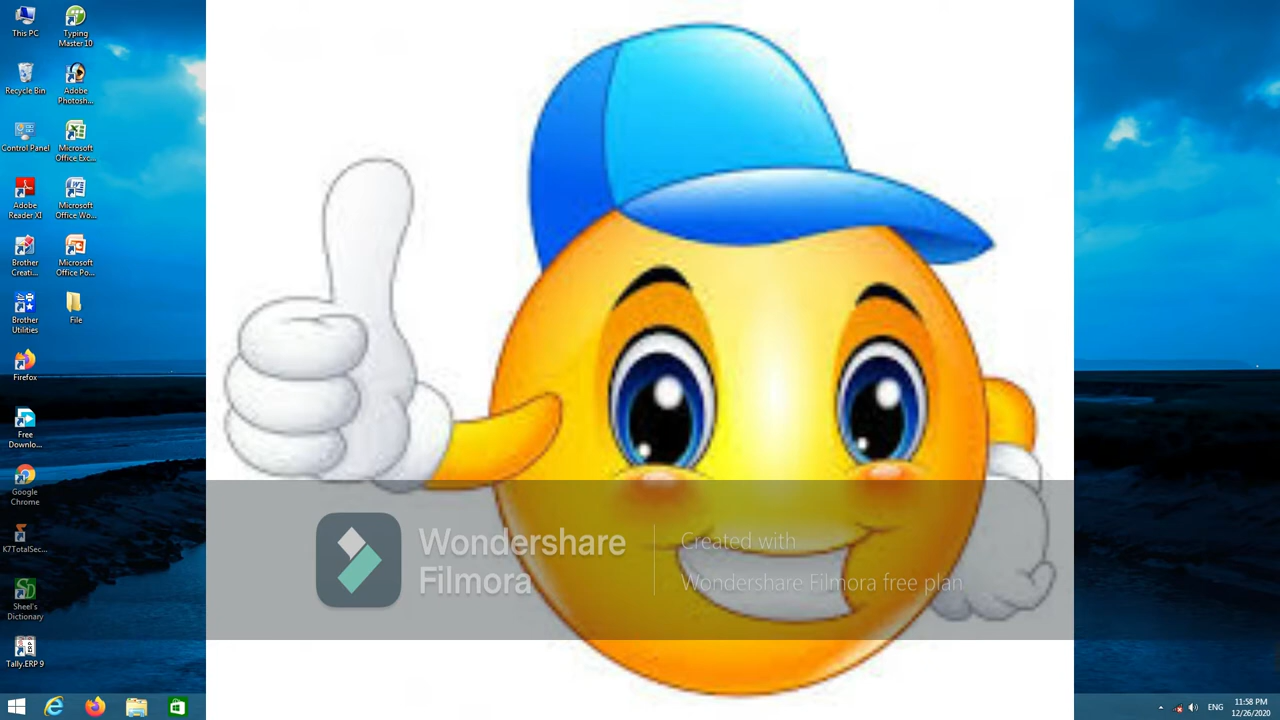 This PC
Typing
Master 10
Recycle Bin
Adobe
Photosh...
Control Panel
Microsoft
Office Exc...
Adobe
Reader XI
Microsoft
Office Wo...
Brother
Creati...
Microsoft
Office Po...
Brother
Utilities
File
Firefox
Free
Downlo...
Google
Chrome
K7TotalSec...
Sheel's
Dictionary
Tally.ERP 9
Wondershare
Filmora
Created with
Wondershare Filmora free plan
ENG
11:58 PM
12/26/2020